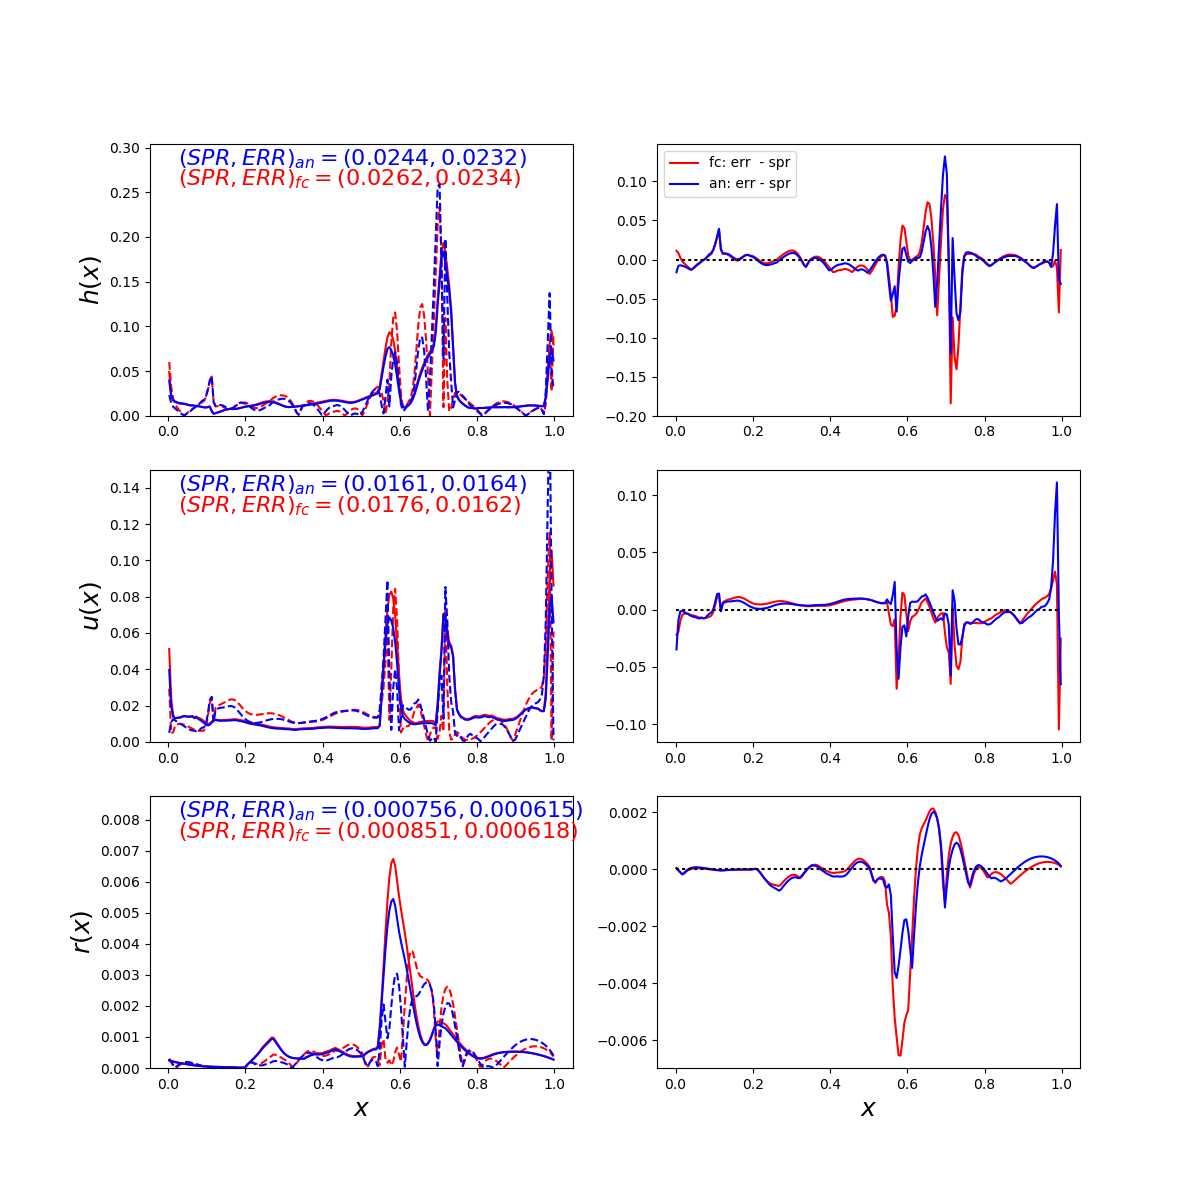 (SPR, ERR)an = (0.0244, 0.0232)
(SPR, ERR)fc = (0.0262, 0.0234)
h(x)
0.30
0.25
0.20
0.15
0.10
0.05
0.00
0.0 0.2 0.4 0.6 0.8 1.0
fc: err - spr
an: err - spr
0.10
0.05
0.00
−0.05
−0.10
−0.15
−0.20
0.0 0.2 0.4 0.6 0.8 1.0
(SPR, ERR)an = (0.0161, 0.0164)
(SPR, ERR)fc = (0.0176, 0.0162)
u(x)
0.14
0.12
0.10
0.08
0.06
0.04
0.02
0.00
0.0 0.2 0.4 0.6 0.8 1.0
0.10
0.05
0.00
−0.05
−0.10
0.0 0.2 0.4 0.6 0.8 1.0
(SPR, ERR)an = (0.000756, 0.000615)
(SPR, ERR)fc = (0.000851, 0.000618)
r(x)
0.008
0.007
0.006
0.005
0.004
0.003
0.002
0.001
0.000
0.0 0.2 0.4 0.6 0.8 1.0
x
0.002
0.000
−0.002
−0.004
−0.006
0.0 0.2 0.4 0.6 0.8 1.0
x